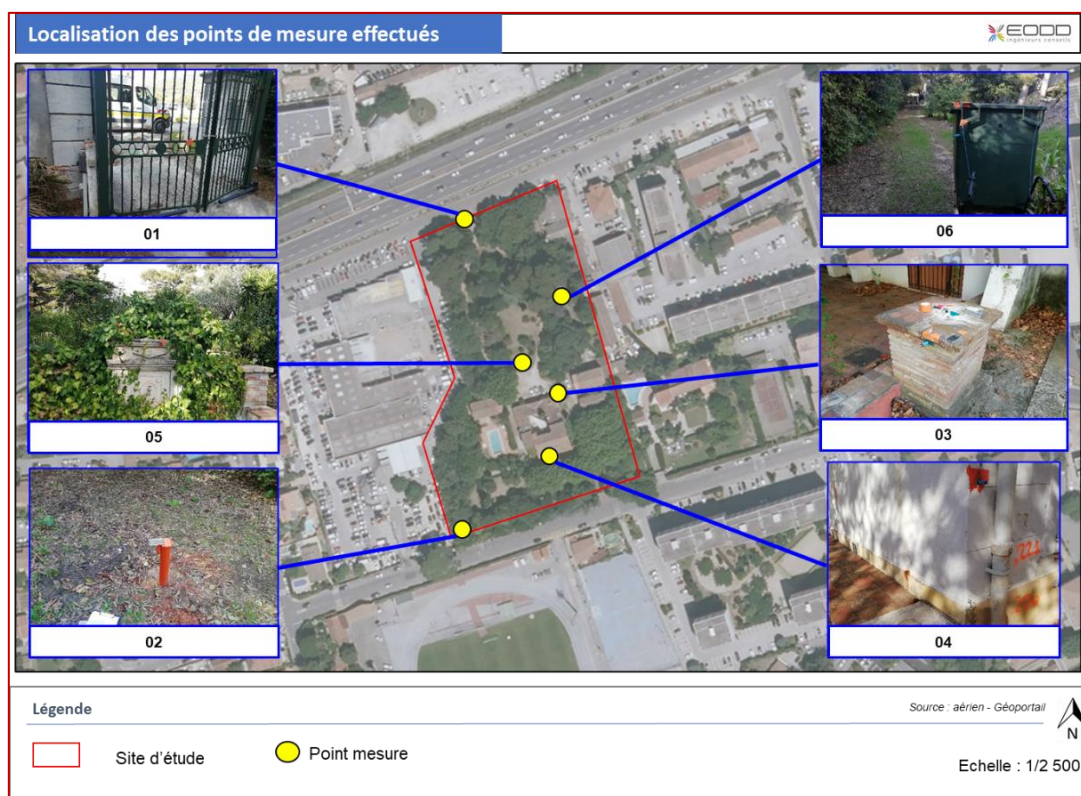 Localisation des points de mesure effectués
EODD
ingénieurs conseils
01
06
05
03
02
04
Légende
Source : aérien - Géoportail
N
Site d'étude
Point mesure
Echelle : 1/2 500